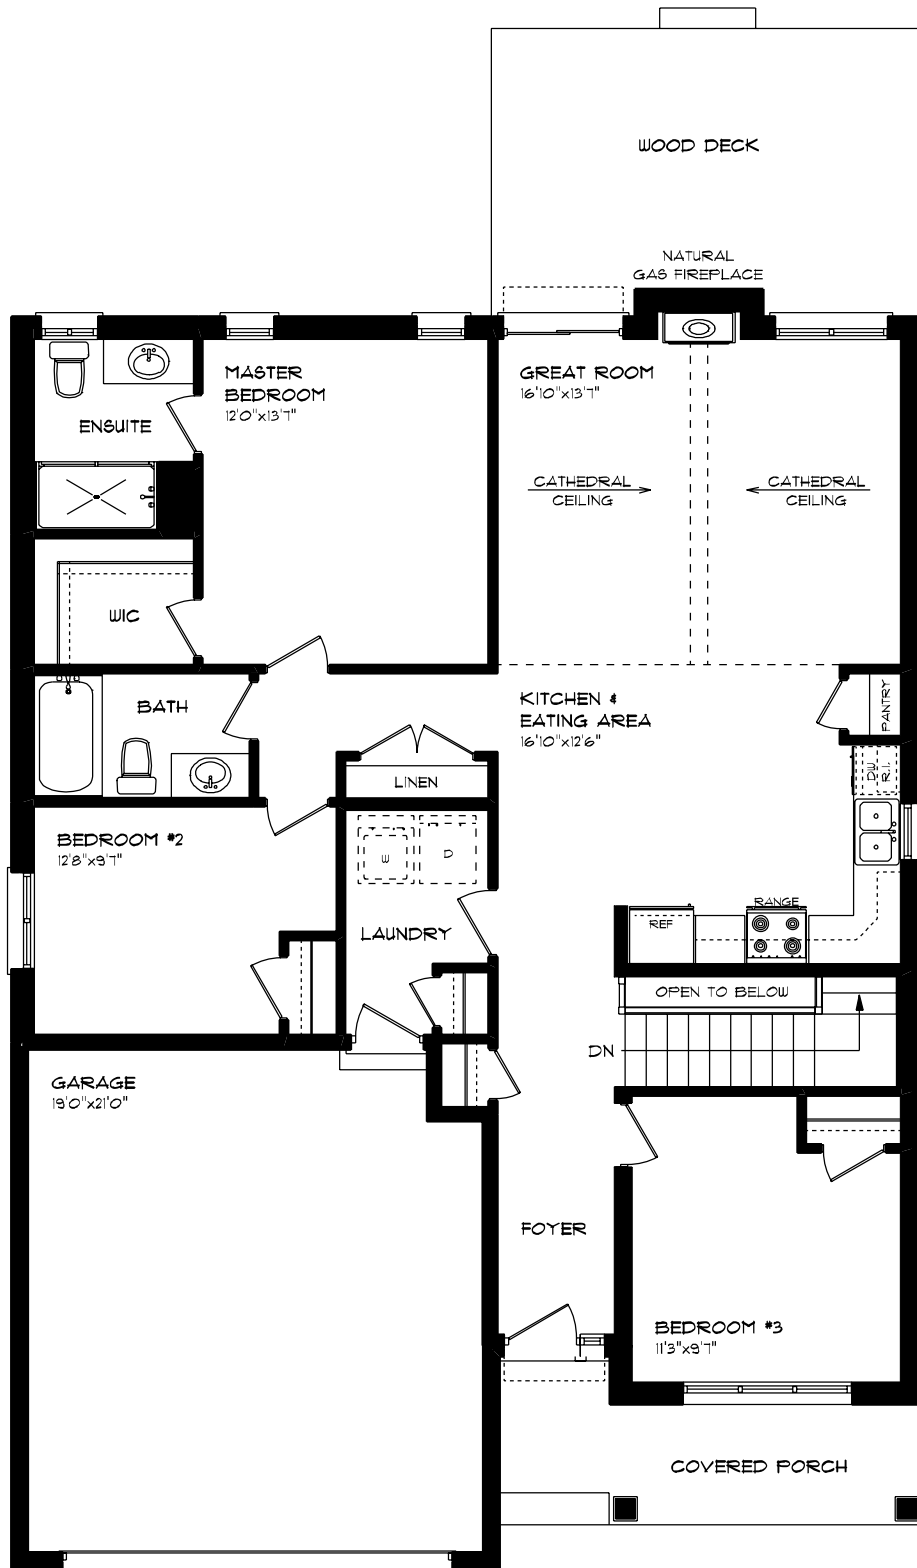 WOOD DECK
NATURAL
GAS FIREPLACE
MASTER
BEDROOM
12'0"x13'7"
GREAT ROOM
16'10"x13'7"
ENSUITE
CATHEDRAL
CEILING
CATHEDRAL
CEILING
WIC
BATH
KITCHEN &
EATING AREA
16'10"x12'6"
PANTRY
LINEN
DW
R.I.
BEDROOM #2
12'8"x9'7"
W
D
RANGE
REF
LAUNDRY
OPEN TO BELOW
DN
GARAGE
19'0"x21'0"
FOYER
BEDROOM #3
11'3"x9'7"
COVERED PORCH